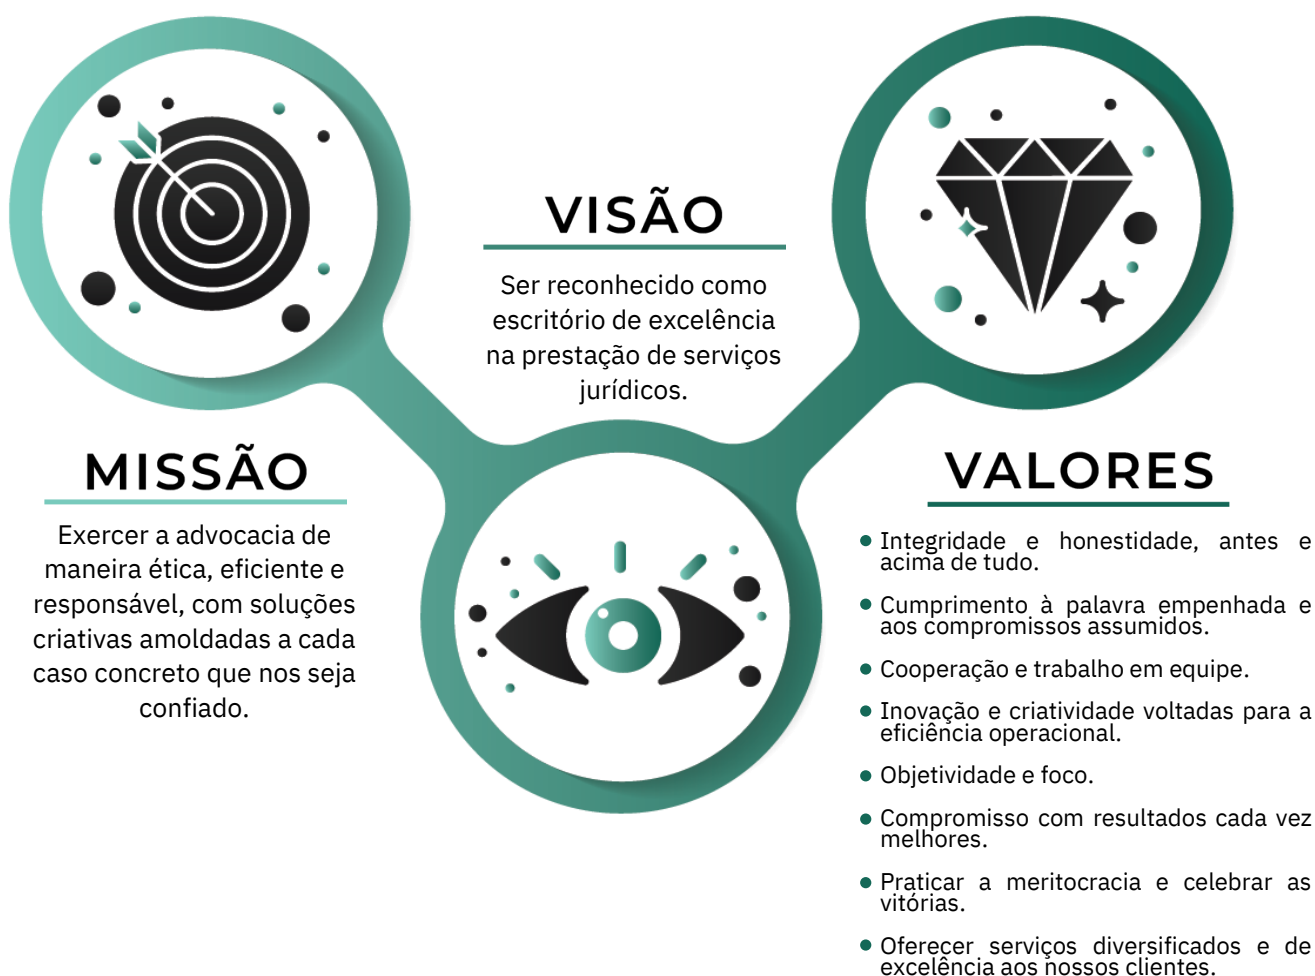 VISÃO
Ser reconhecido como
escritório de excelência
na prestação de serviços
jurídicos.
MISSÃO
Exercer a advocacia de
maneira ética, eficiente e
responsável, com soluções
criativas amoldadas a cada
caso concreto que nos seja
confiado.
VALORES
Integridade e honestidade, antes e
acima de tudo.
Cumprimento à palavra empenhada e
aos compromissos assumidos.
Cooperação e trabalho em equipe.
Inovação e criatividade voltadas para a
eficiência operacional.
Objetividade e foco.
Compromisso com resultados cada vez
melhores.
Praticar a meritocracia e celebrar as
vitórias.
Oferecer serviços diversificados e de
excelência aos nossos clientes.